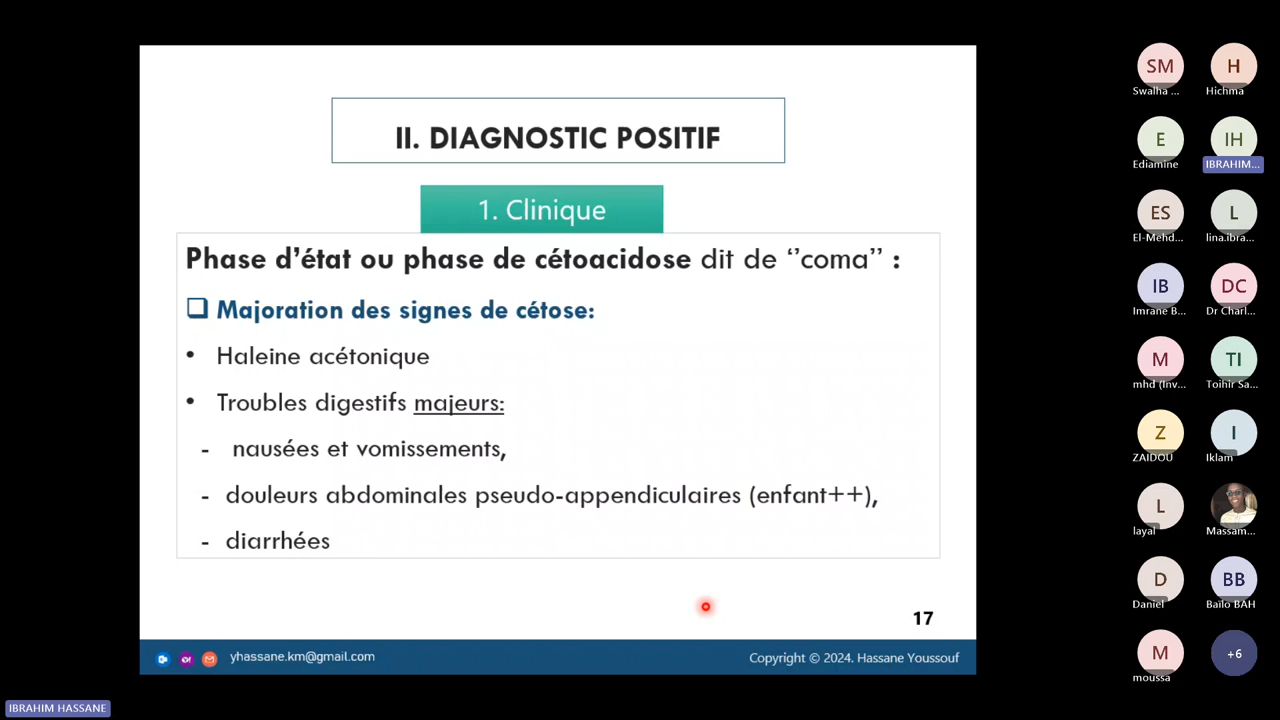 II. DIAGNOSTIC POSITIF
1. Clinique
Phase d’état ou phase de cétoacidose dit de ‘’coma’’ :
❑ Majoration des signes de cétose:
• Haleine acétonique
• Troubles digestifs majeurs:
- nausées et vomissements,
- douleurs abdominales pseudo-appendiculaires (enfant++),
- diarrhées
17
yhassane.km@gmail.com
Copyright © 2024. Hassane Youssouf
SM
Swalha ...
H
Hichma
E
Ediamine
IH
IBRAHIM...
ES
El-Mehd...
L
lina.ibra...
IB
Imrane B...
DC
Dr Charl...
M
mhd (Inv...
TI
Toihir Sa...
Z
ZAIDOU
I
Iklam
L
layal
Massam...
D
Daniel
BB
Bailo BAH
M
moussa
+6
IBRAHIM HASSANE